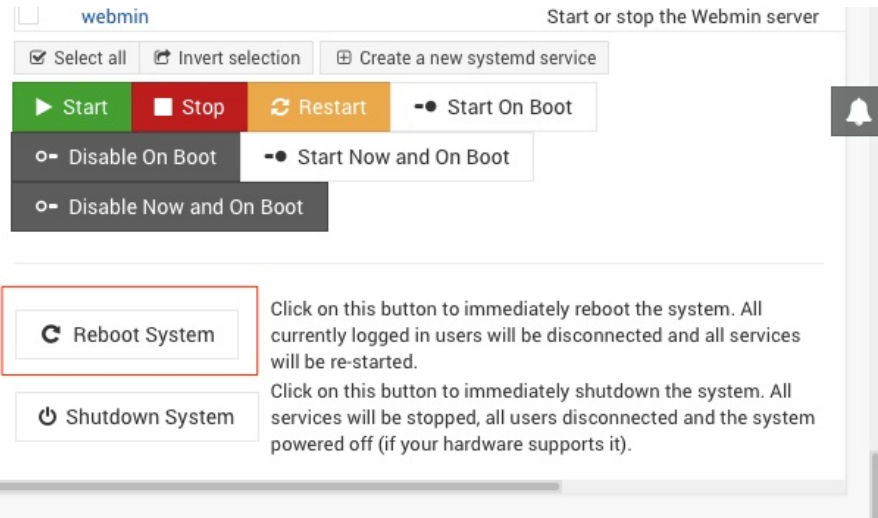 webmin Start or stop the Webmin server
Select all Invert selection Create a new systemd service
Start Stop Restart Start On Boot
Disable On Boot Start Now and On Boot
Disable Now and On Boot
Reboot System
Click on this button to immediately reboot the system. All
currently logged in users will be disconnected and all services
will be re-started.
Shutdown System
Click on this button to immediately shutdown the system. All
services will be stopped, all users disconnected and the system
powered off (if your hardware supports it).